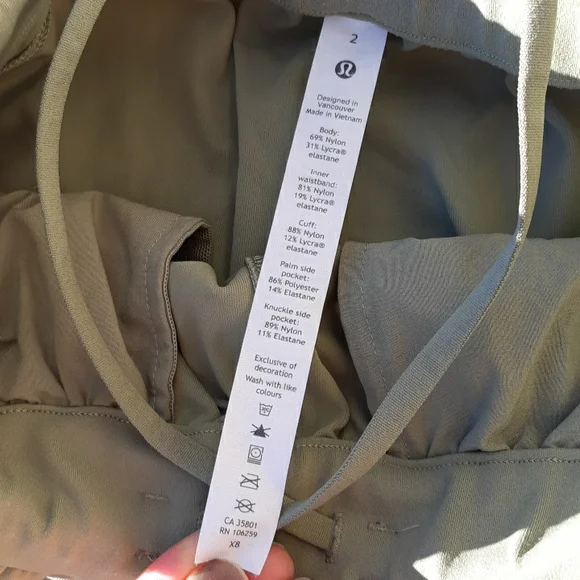 2
Designed in
Vancouver
Made in Vietnam
Body:
69% Nylon
31% Lycra®
elastane
Inner
waistband:
81% Nylon
19% Lycra®
elastane
Cuff:
88% Nylon
12% Lycra®
elastane
Palm side
pocket:
86% Polyester
14% Elastane
Knuckle side
pocket:
89% Nylon
11% Elastane
Exclusive of
decoration
Wash with like
colours
CA 35801
RN 106259
X8